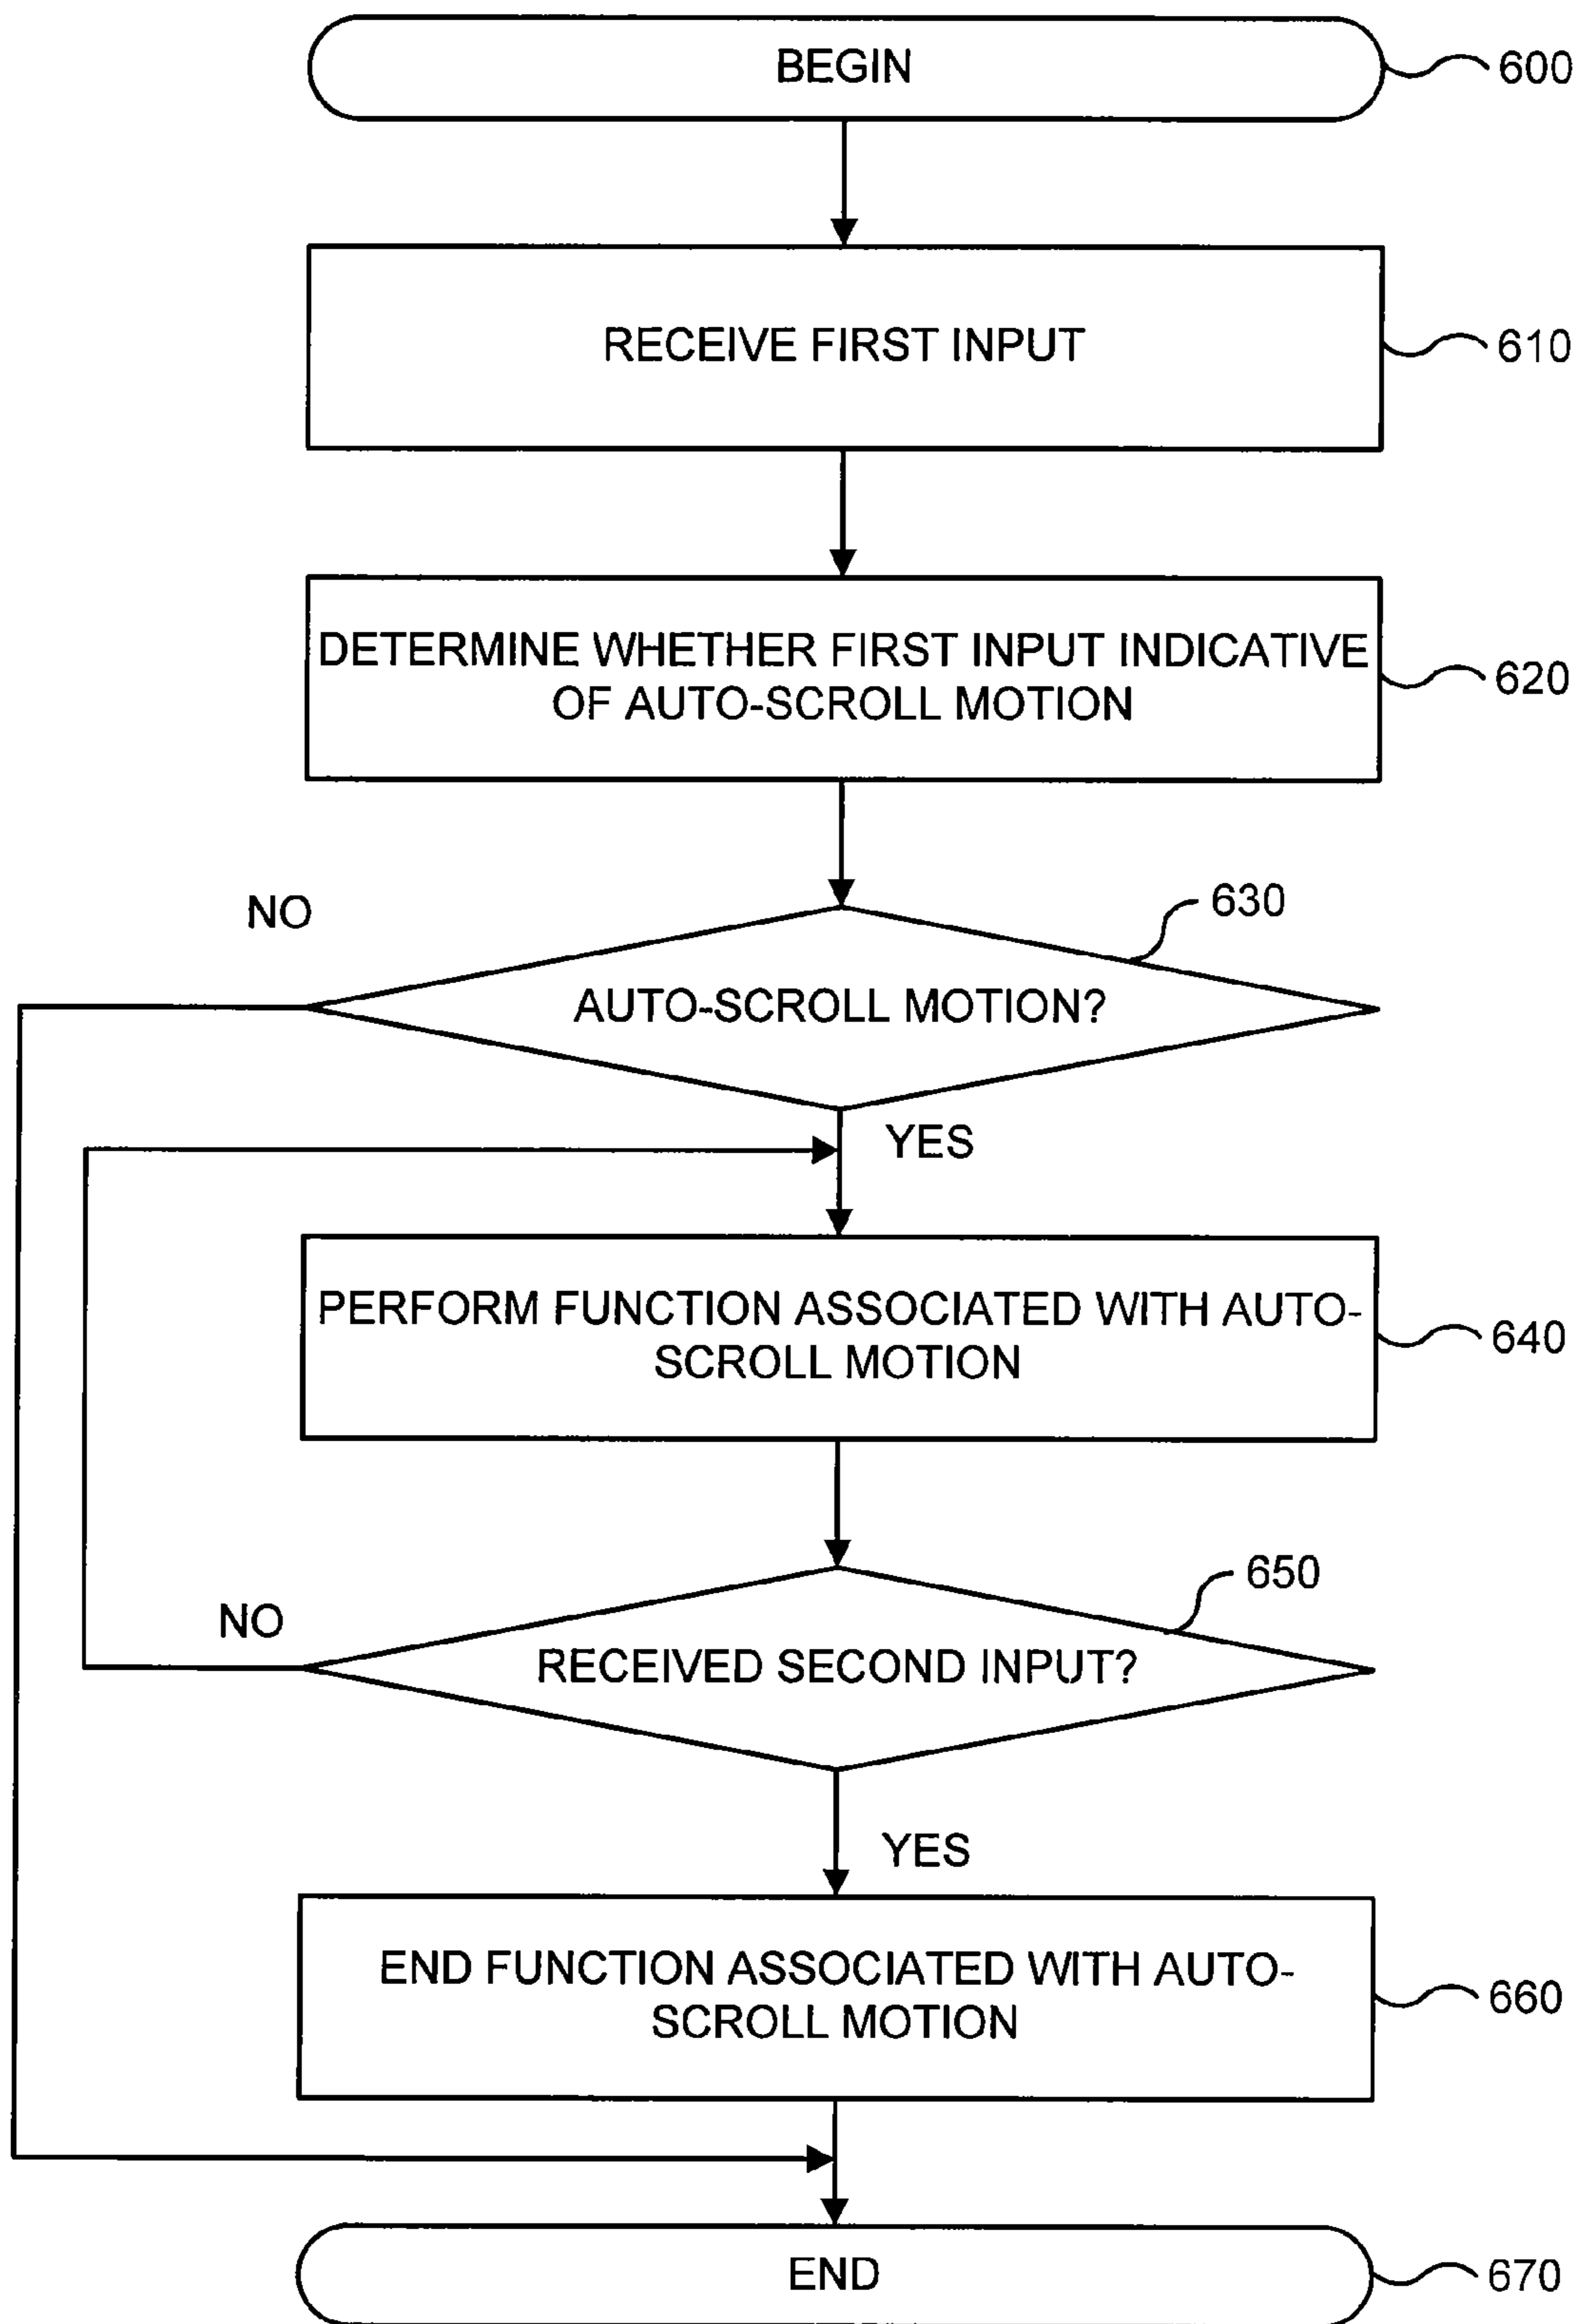 BEGIN
600
RECEIVE FIRST INPUT
610
DETERMINE WHETHER FIRST INPUT INDICATIVE
OF AUTO-SCROLL MOTION
620
NO
630
AUTO-SCROLL MOTION?
YES
PERFORM FUNCTION ASSOCIATED WITH AUTO-
SCROLL MOTION
640
650
NO
RECEIVED SECOND INPUT?
YES
END FUNCTION ASSOCIATED WITH AUTO-
SCROLL MOTION
660
END
670